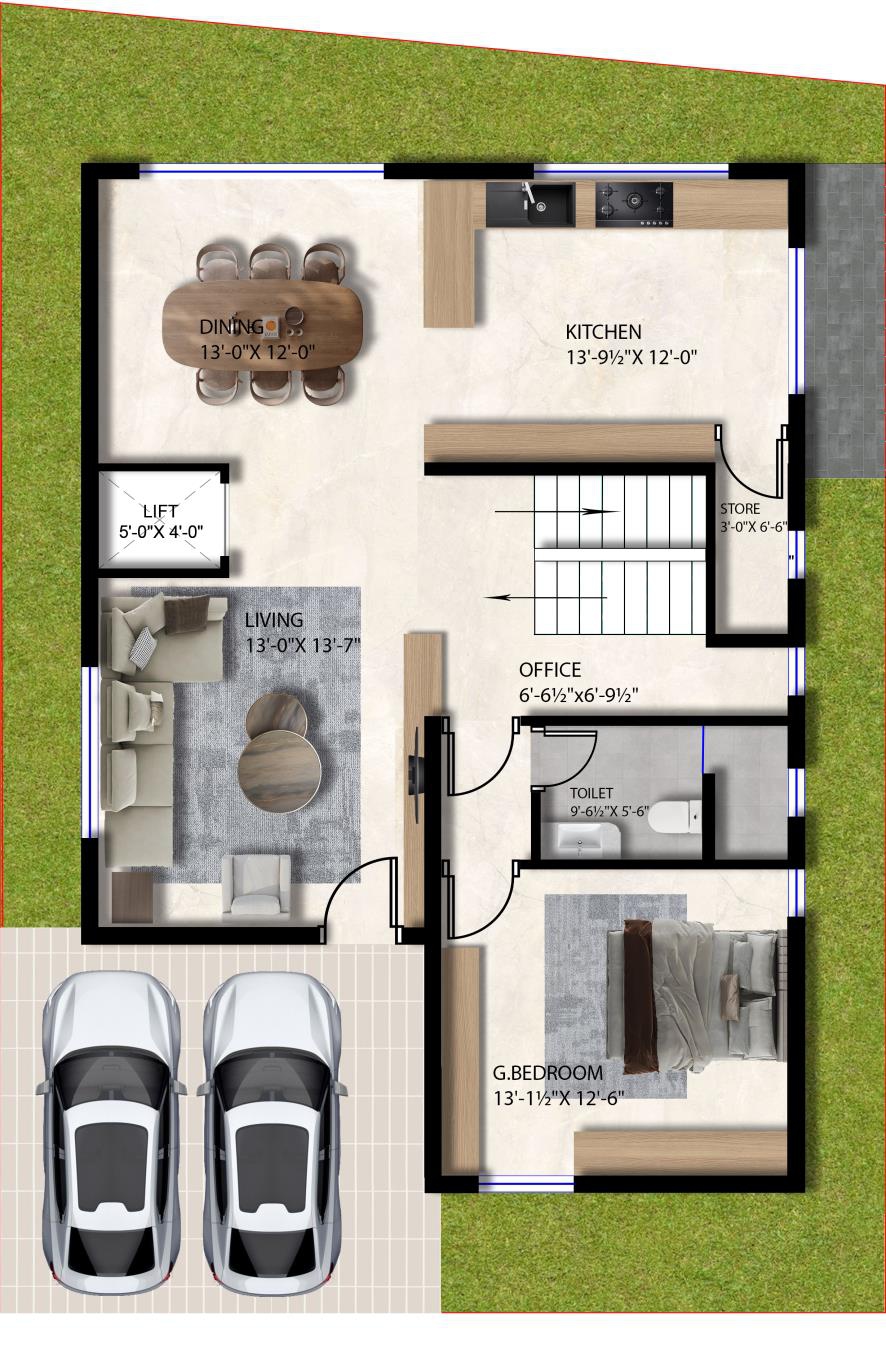 DINING
13'-0"X 12'-0"
KITCHEN
13'-9½"X 12'-0"
LIFT
5'-0"X 4'-0"
STORE
3'-0"X 6'-6"
"
LIVING
13'-0"X 13'-7"
OFFICE
6'-6½"x6'-9½"
TOILET
9'-6½"X 5'-6"
G.BEDROOM
13'-1½"X 12'-6"